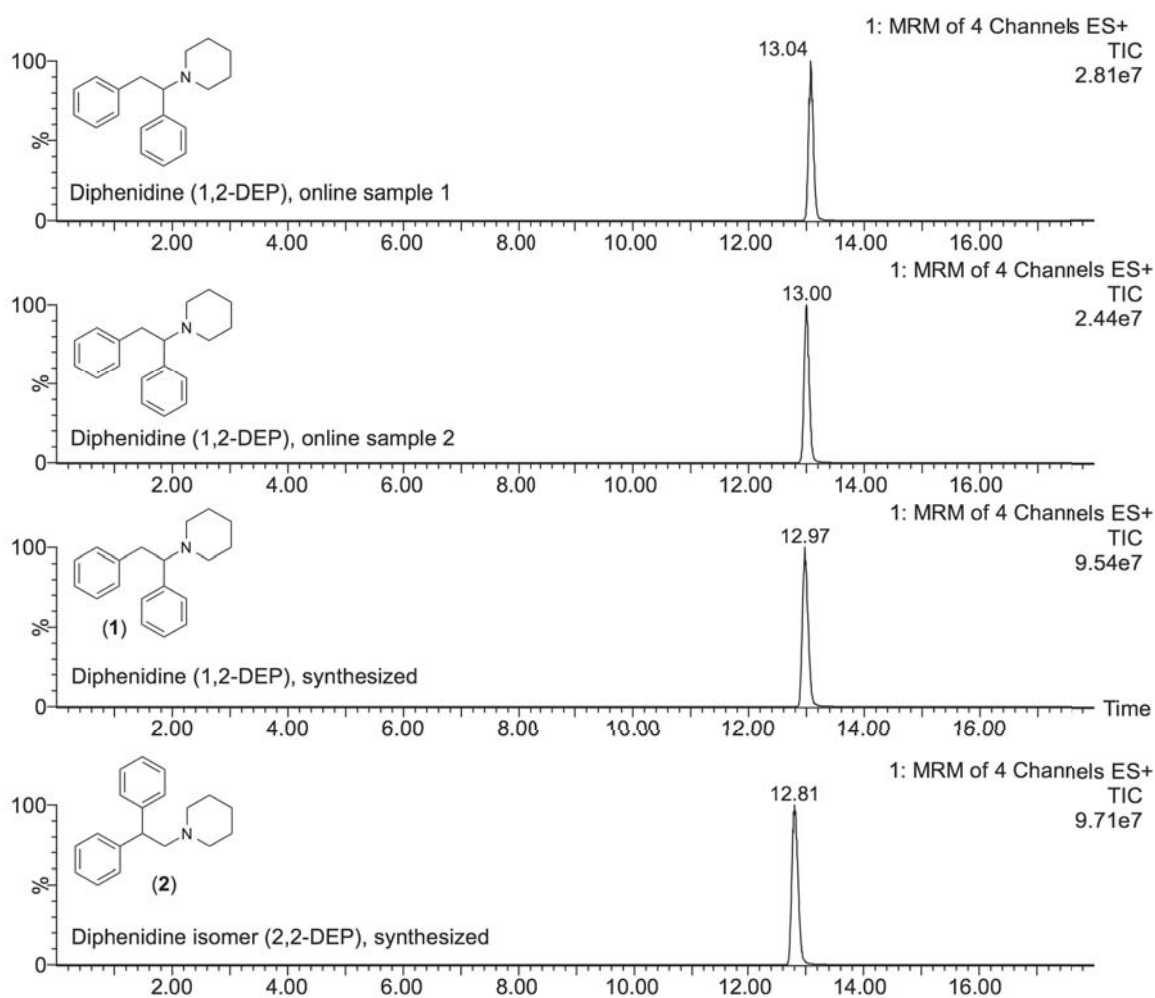 1: MRM of 4 Channels ES+
TIC
2.81e7
13.04
100
%
0
N
Diphenidine (1,2-DEP), online sample 1
2.00 4.00 6.00 8.00 10.00 12.00 14.00 16.00
1: MRM of 4 Channels ES+
TIC
2.44e7
13.00
100
%
0
N
Diphenidine (1,2-DEP), online sample 2
2.00 4.00 6.00 8.00 10.00 12.00 14.00 16.00
1: MRM of 4 Channels ES+
TIC
9.54e7
12.97
100
%
0
N
(1)
Diphenidine (1,2-DEP), synthesized
Time
2.00 4.00 6.00 8.00 10.00 12.00 14.00 16.00
1: MRM of 4 Channels ES+
TIC
9.71e7
12.81
100
%
0
N
(2)
Diphenidine isomer (2,2-DEP), synthesized
2.00 4.00 6.00 8.00 10.00 12.00 14.00 16.00